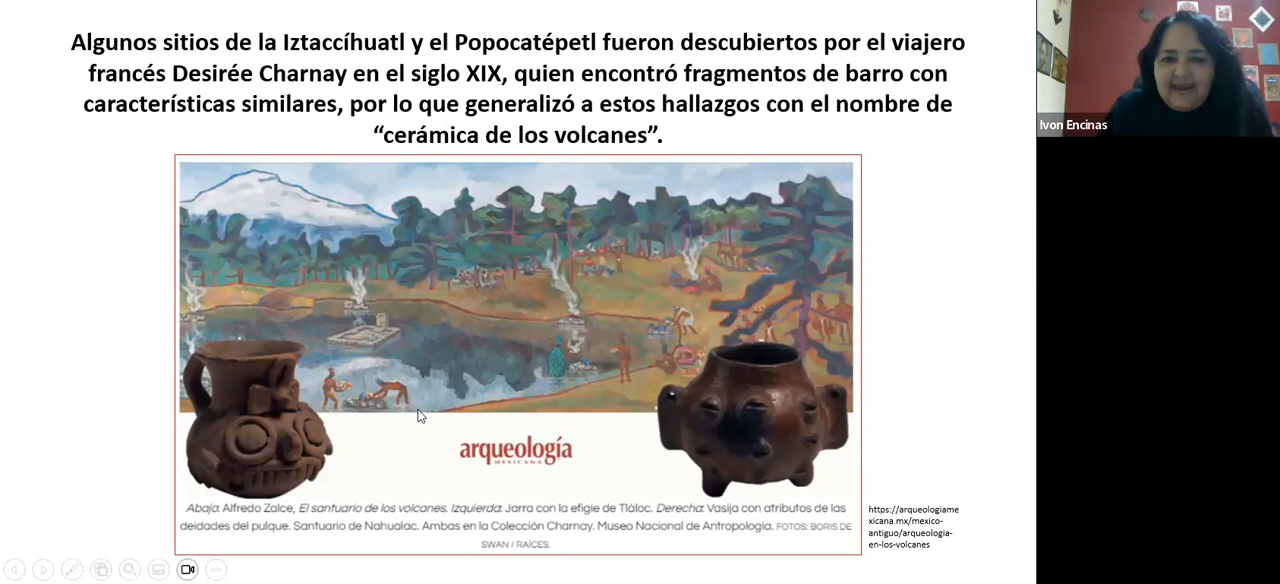 Algunos sitios de la Iztaccíhuatl y el Popocatépetl fueron descubiertos por el viajero
francés Desirée Charnay en el siglo XIX, quien encontró fragmentos de barro con
características similares, por lo que generalizó a estos hallazgos con el nombre de
“cerámica de los volcanes”.
Ivon Encinas
arqueología
MEXICANA
Abajo: Alfredo Zalce, El santuario de los volcanes. Izquierda: Jarra con la efigie de Tláloc. Derecha: Vasija con atributos de las
deidades del pulque. Santuario de Nahualac. Ambas en la Colección Charnay. Museo Nacional de Antropología. FOTOS: BORIS DE
SWAN / RAÍCES.
https://arqueologiame
xicana.mx/mexico-
antiguo/arqueologia-
en-los-volcanes